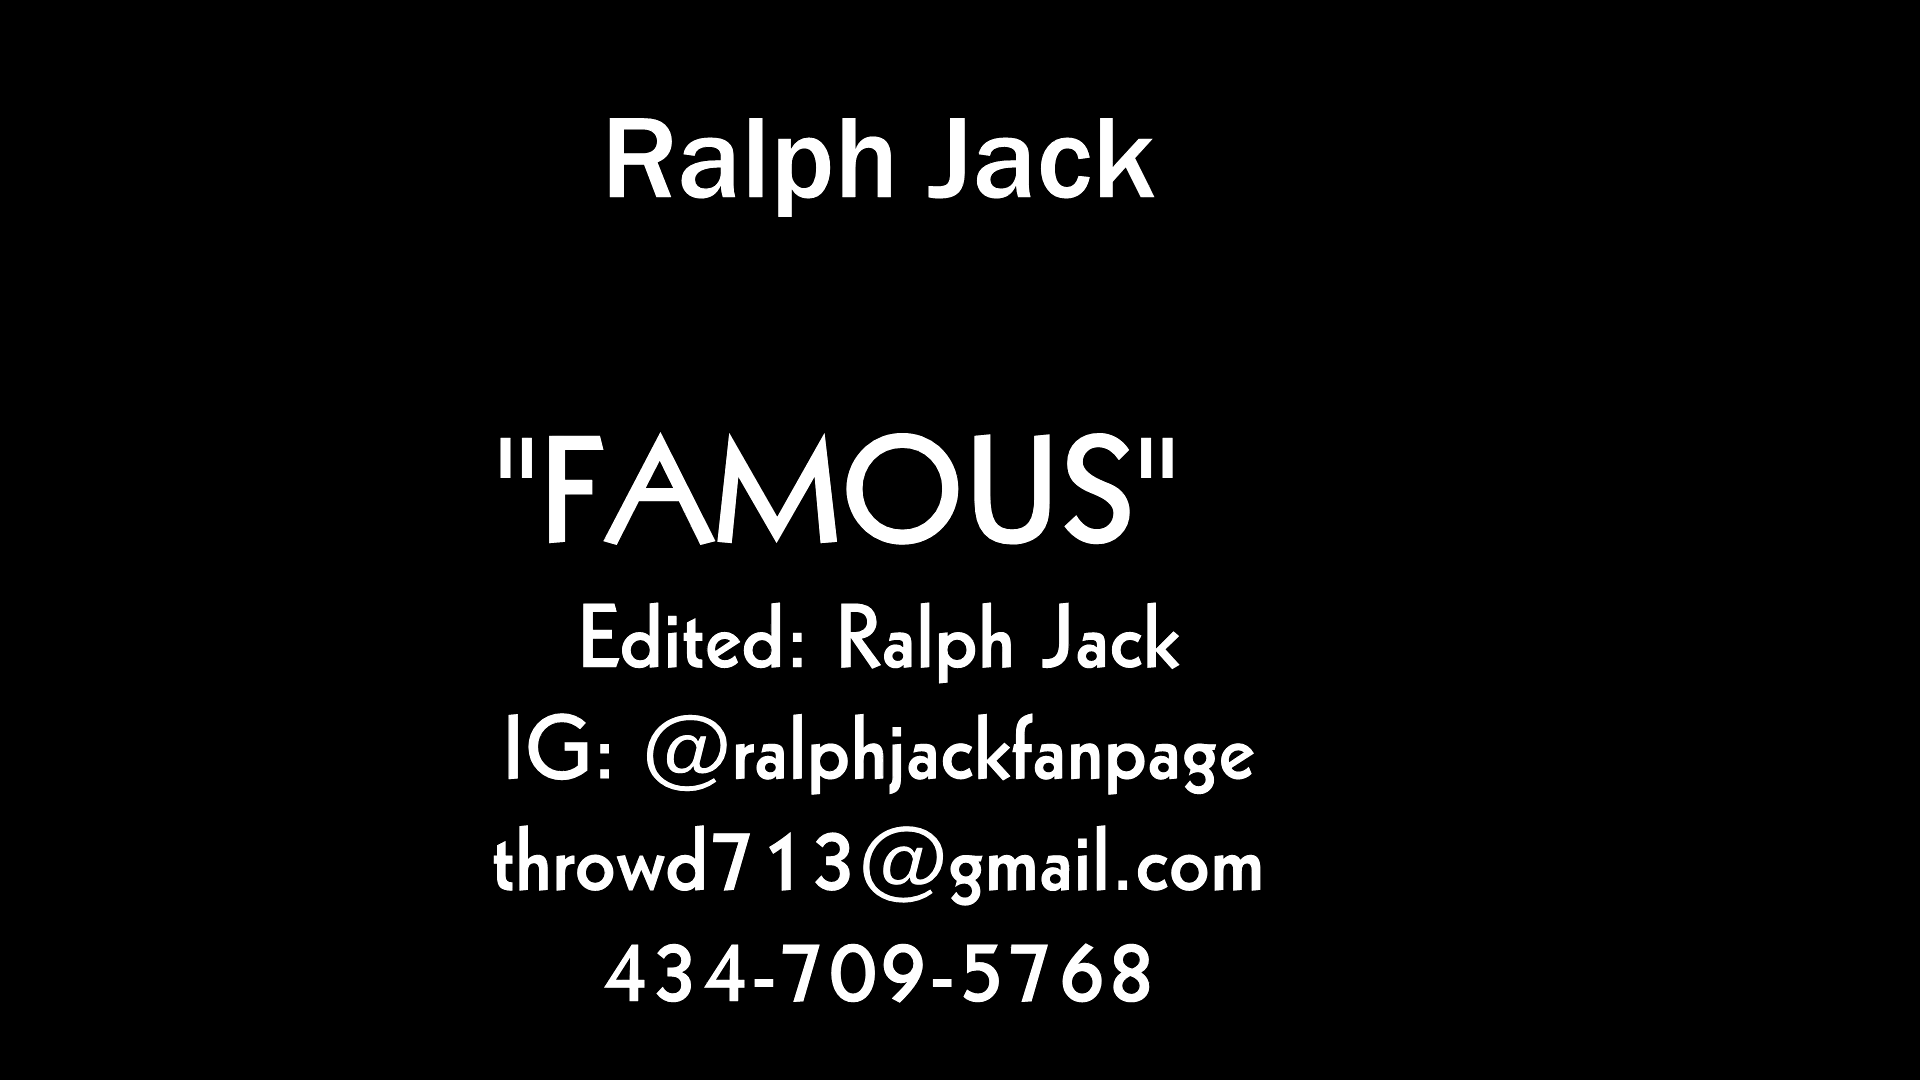 Ralph Jack
"FAMOUS"
Edited: Ralph Jack
IG: @ralphjackfanpage
throwd713@gmail.com
434-709-5768